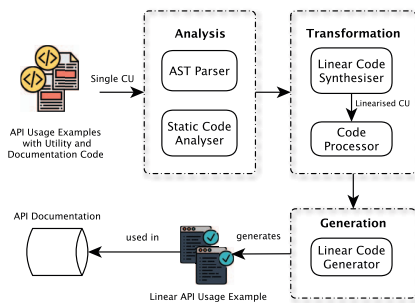 Analysis
Transformation
AST Parser
Static Code
Analyser
Single CU
API Usage Examples
with Utility and
Documentation Code
Linear Code
Synthesiser
Linearised CU
Code
Processor
Generation
Linear Code
Generator
generates
Linear API Usage Example
used in
API Documentation